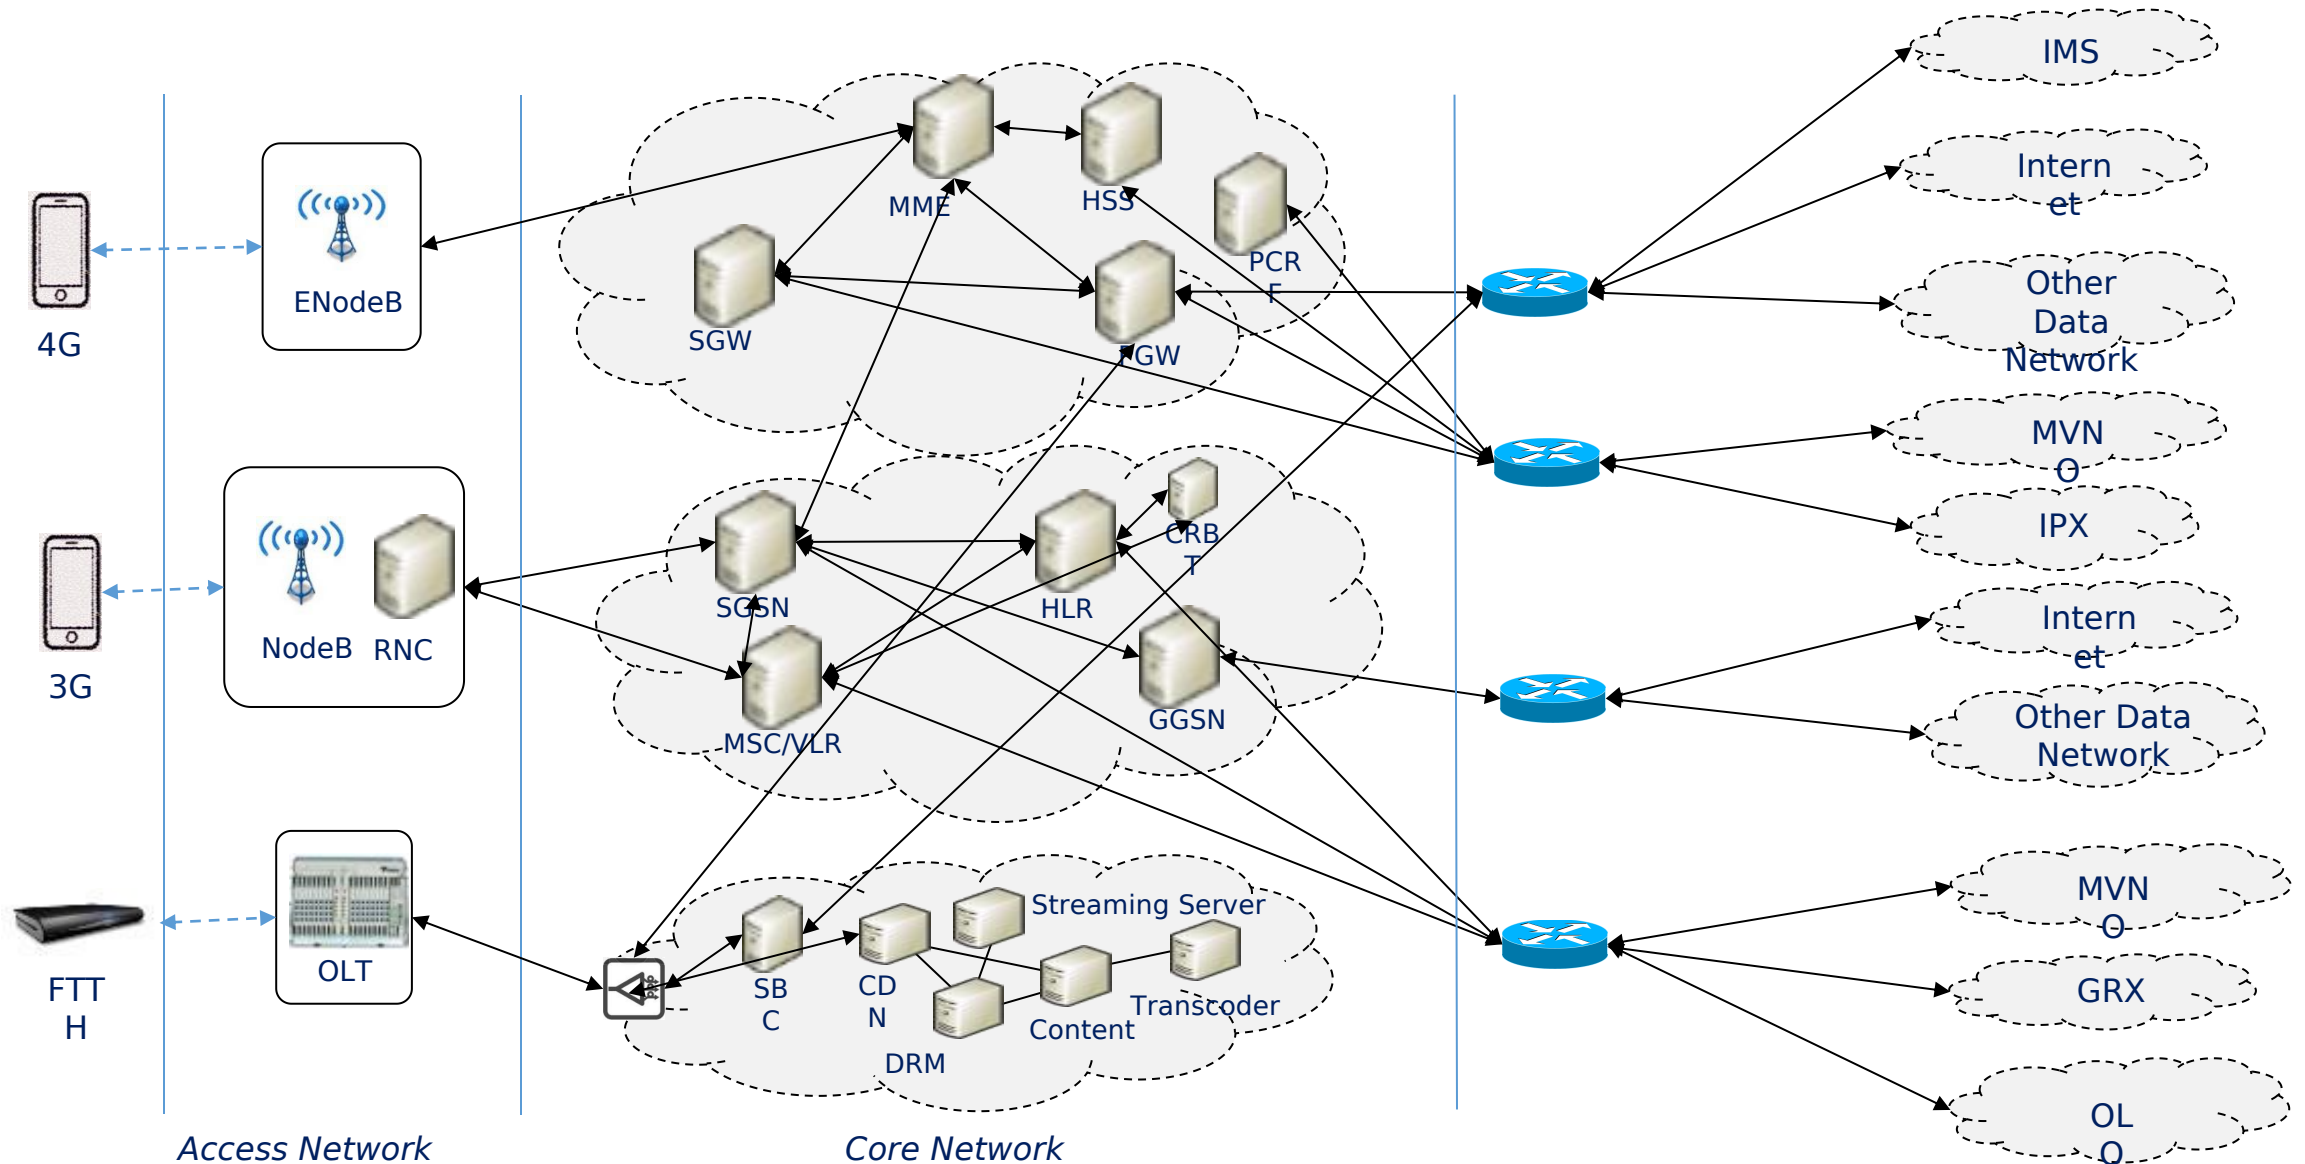 IMS
Intern
et
MME
HSS
PCR
F
ENodeB
SGW
PGW
4G
Other
Data
Network
MVN
O
IPX
CRB
T
SGSN
HLR
NodeB
RNC
3G
MSC/VLR
GGSN
Intern
et
Other Data
Network
Streaming Server
MVN
O
OLT
FTT
H
SB
C
CD
N
Transcoder
Content
DRM
GRX
OL
O
Access Network
Core Network